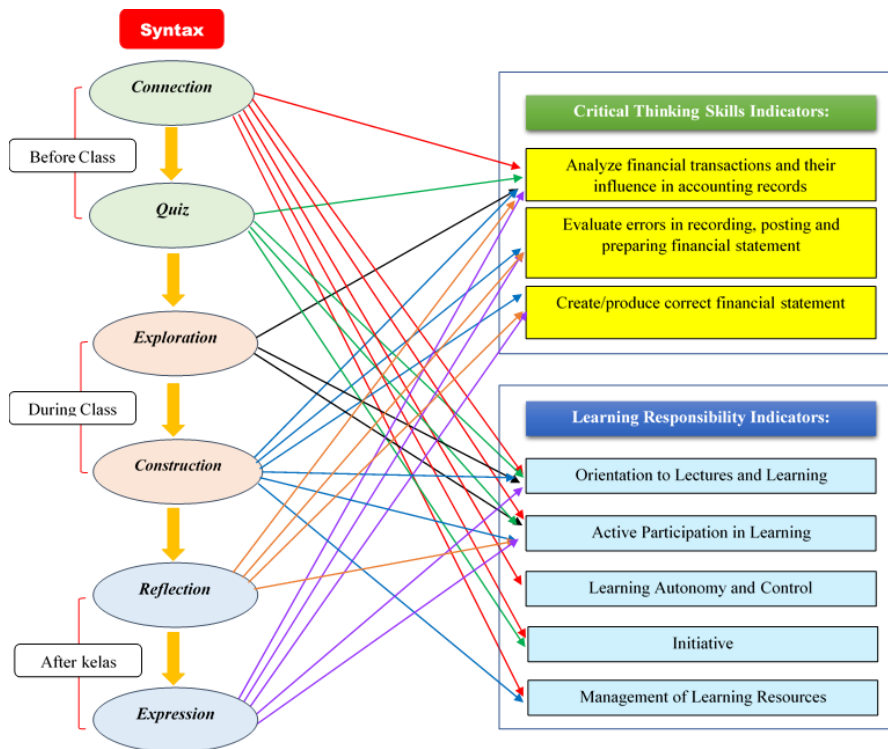 Syntax
Connection
Before Class
Quiz
Exploration
During Class
Construction
Reflection
After kelas
Expression
Critical Thinking Skills Indicators:
Analyze financial transactions and their
influence in accounting records
Evaluate errors in recording, posting and
preparing financial statement
Create/produce correct financial statement
Learning Responsibility Indicators:
Orientation to Lectures and Learning
Active Participation in Learning
Learning Autonomy and Control
Initiative
Management of Learning Resources